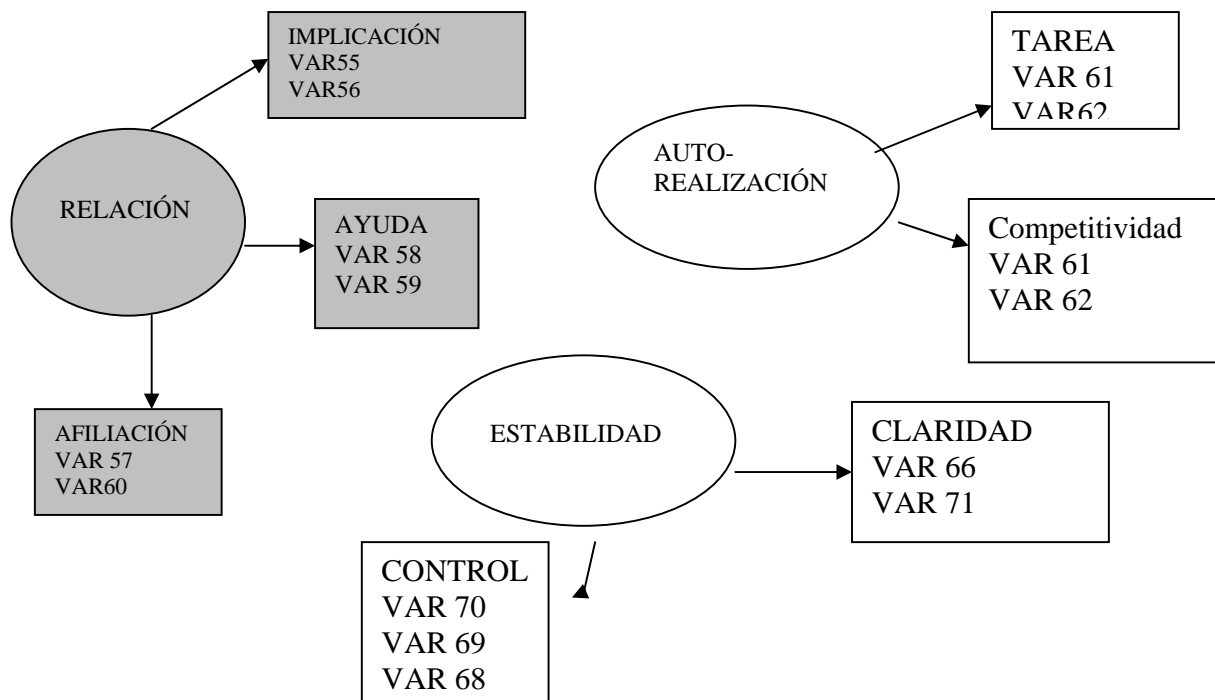 IMPLICACIÓN
VAR55
VAR56
RELACIÓN
AYUDA
VAR 58
VAR 59
AFILIACIÓN
VAR 57
VAR60
AUTO-
REALIZACIÓN
TAREA
VAR 61
VAR62
Competitividad
VAR 61
VAR 62
ESTABILIDAD
CLARIDAD
VAR 66
VAR 71
CONTROL
VAR 70
VAR 69
VAR 68